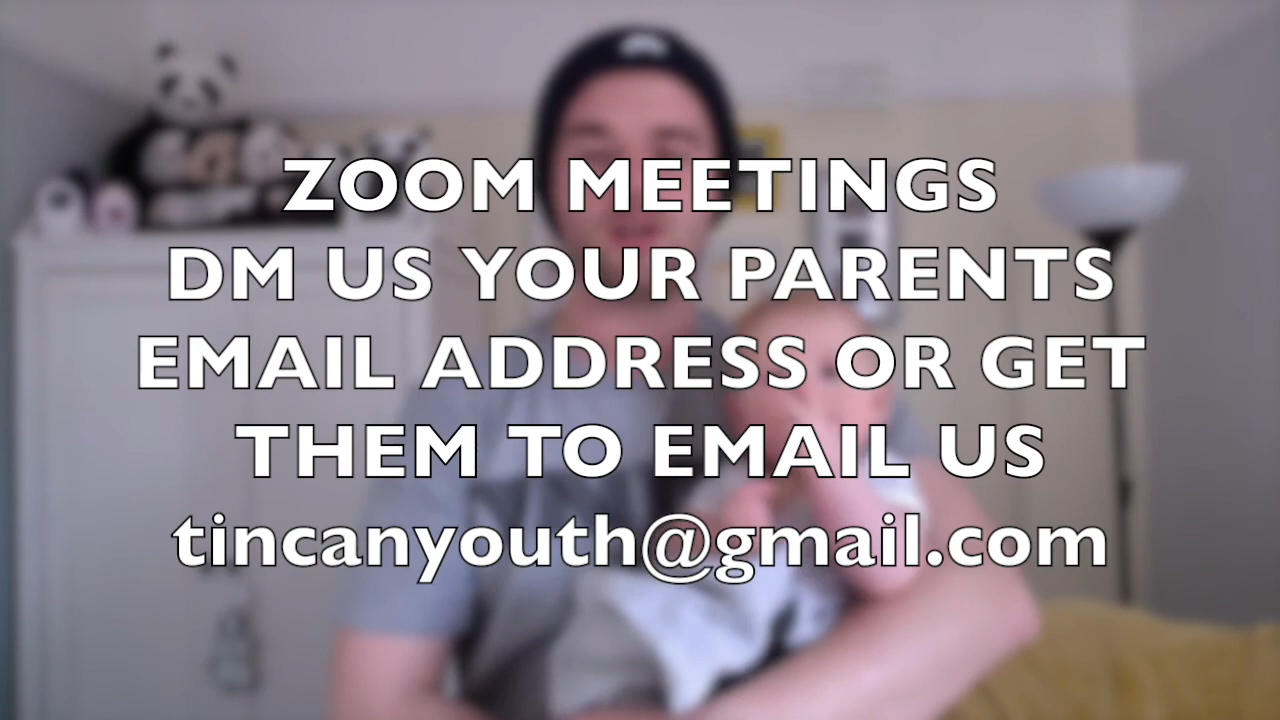 ZOOM MEETINGS
DM US YOUR PARENTS
EMAIL ADDRESS OR GET
THEM TO EMAIL US
tincanyouth@gmail.com